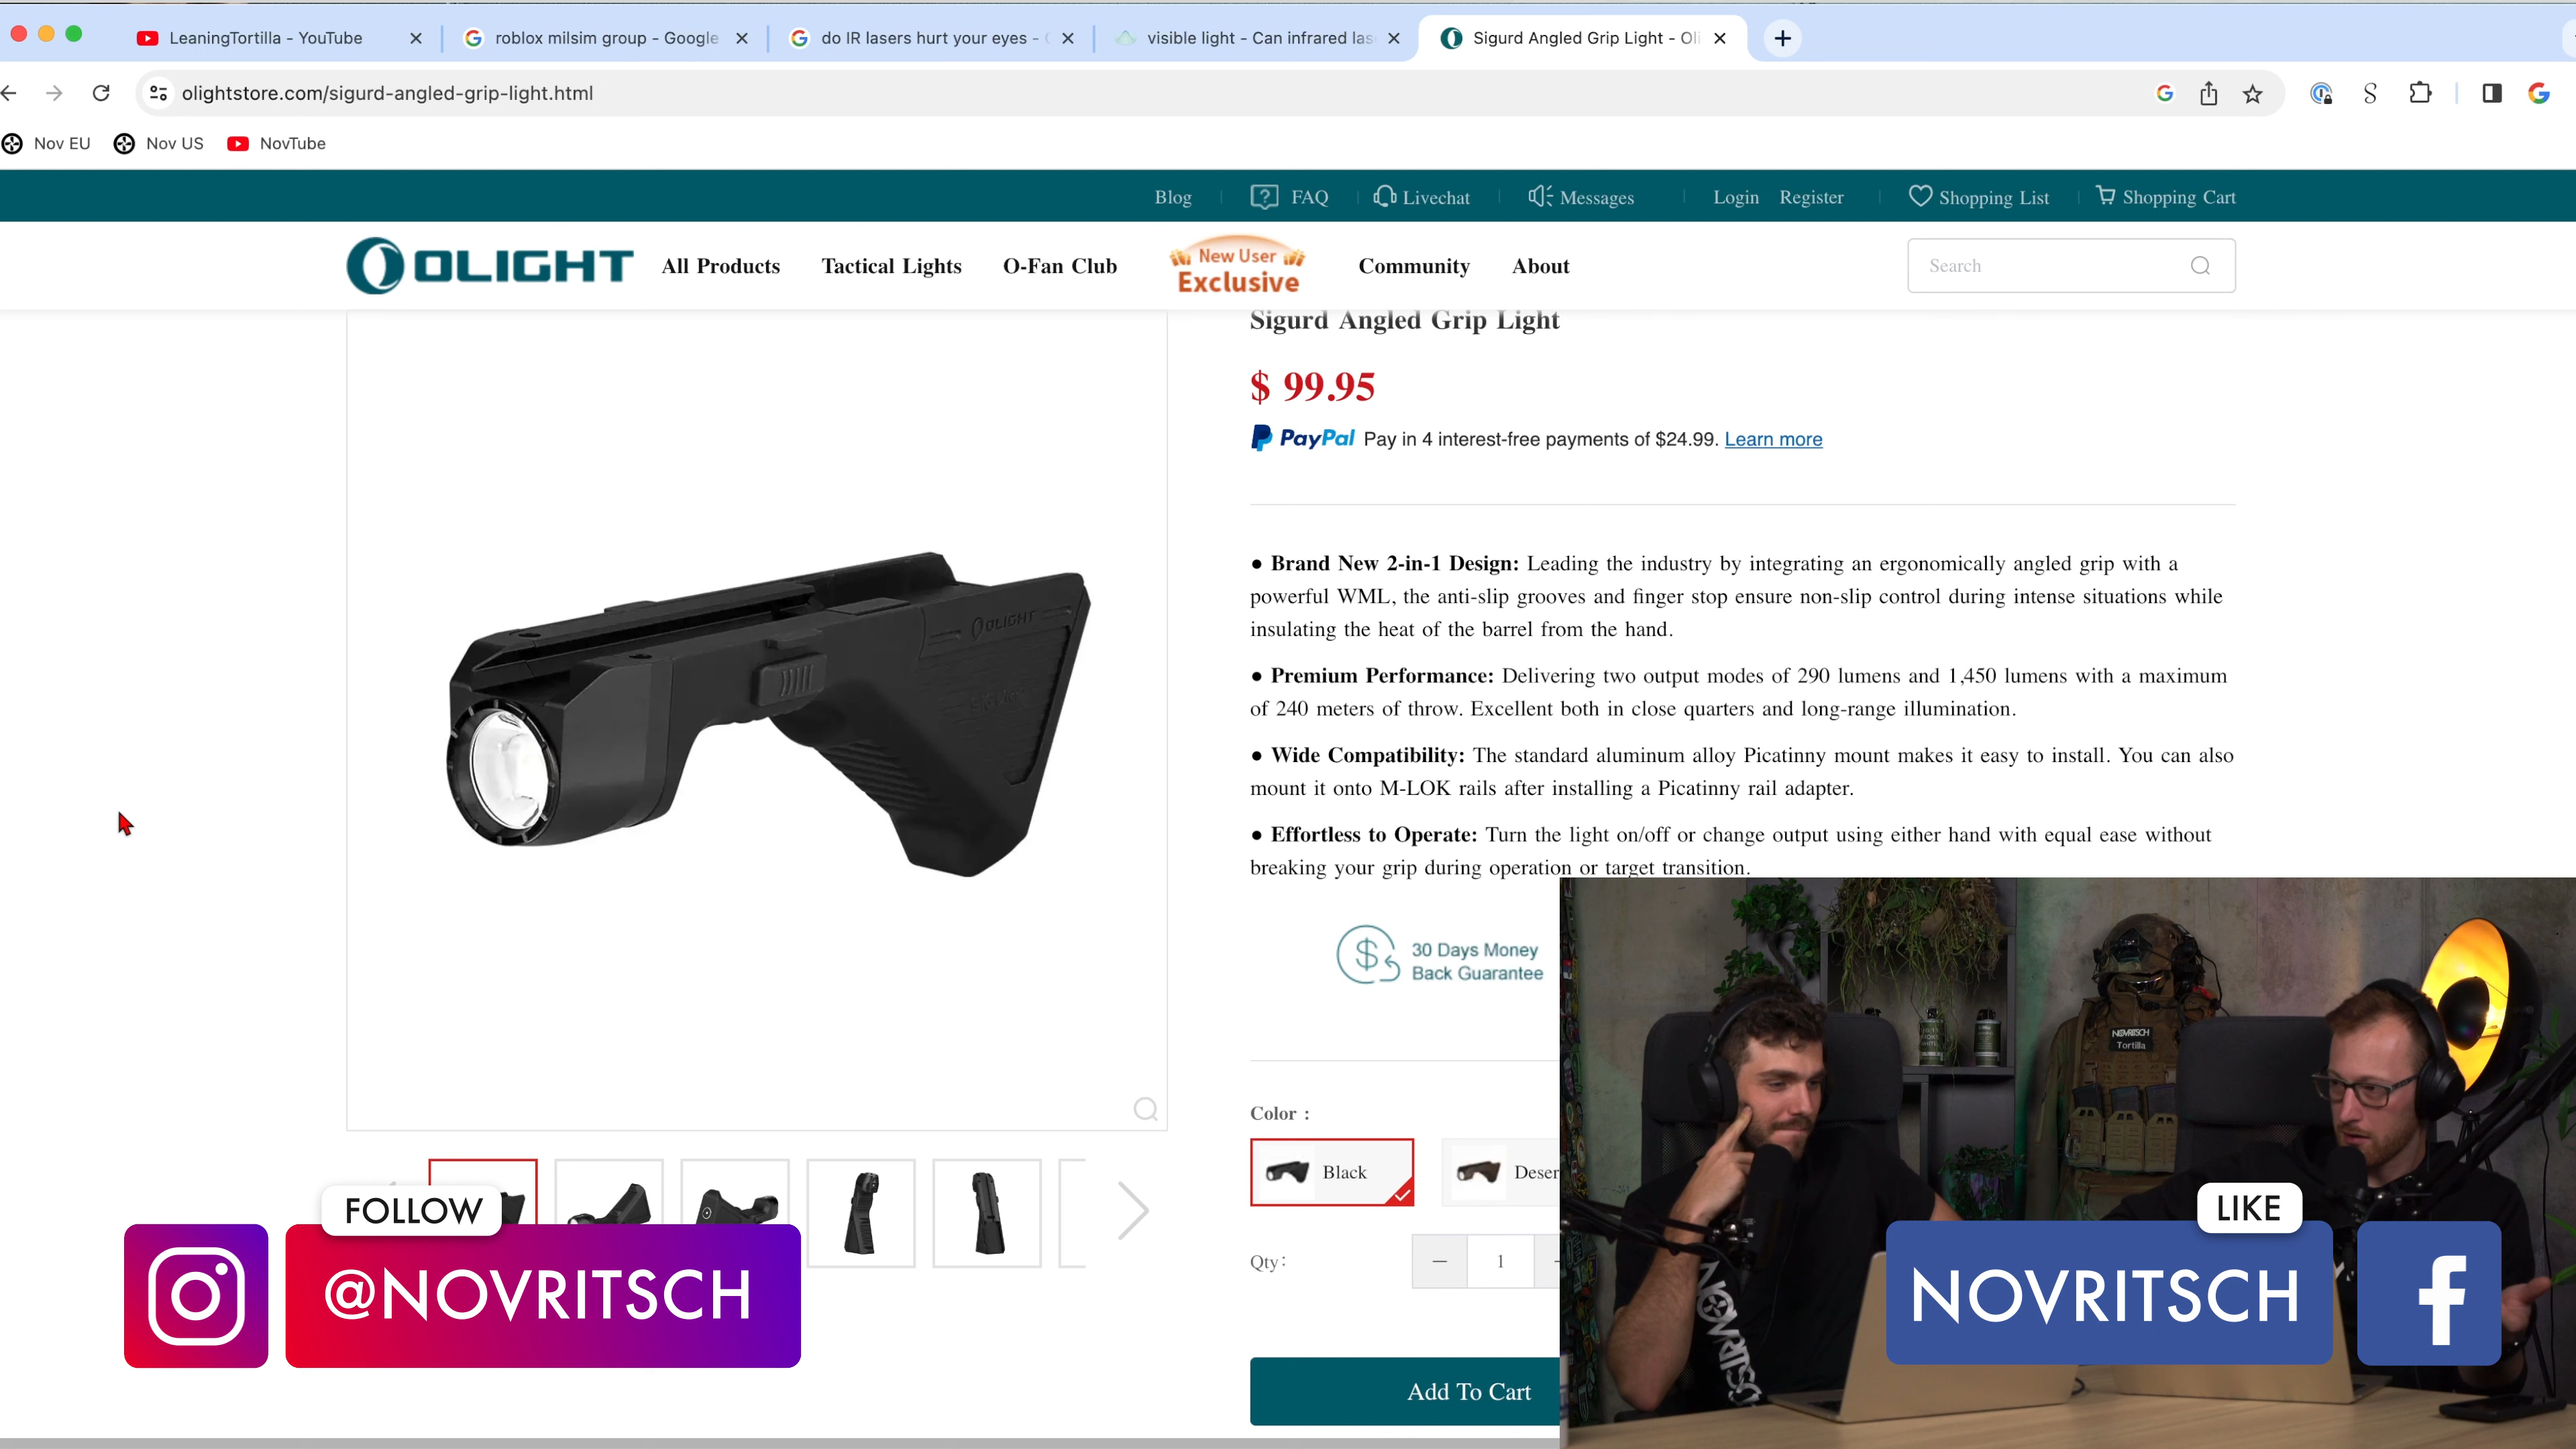 LeaningTortilla - YouTube
roblox milsim group - Google
do IR lasers hurt your eyes -
visible light - Can infrared las
Sigurd Angled Grip Light - Oli
olightstore.com/sigurd-angled-grip-light.html
Nov EU
Nov US
NovTube
Blog
FAQ
Livechat
Messages
Login
Register
Shopping List
Shopping Cart
OLIGHT
All Products
Tactical Lights
O-Fan Club
New User
Exclusive
Community
About
Search
Sigurd Angled Grip Light
$ 99.95
PayPal Pay in 4 interest-free payments of $24.99. Learn more
● Brand New 2-in-1 Design: Leading the industry by integrating an ergonomically angled grip with a
powerful WML, the anti-slip grooves and finger stop ensure non-slip control during intense situations while
insulating the heat of the barrel from the hand.
● Premium Performance: Delivering two output modes of 290 lumens and 1,450 lumens with a maximum
of 240 meters of throw. Excellent both in close quarters and long-range illumination.
● Wide Compatibility: The standard aluminum alloy Picatinny mount makes it easy to install. You can also
mount it onto M-LOK rails after installing a Picatinny rail adapter.
● Effortless to Operate: Turn the light on/off or change output using either hand with equal ease without
breaking your grip during operation or target transition.
OLIGHT
30 Days Money
Back Guarantee
NOVRITSCH
Tortilla
Color :
Black
Deser
Qty:
1
Add To Cart
FOLLOW
@NOVRITSCH
LIKE
NOVRITSCH
NOVRITSC